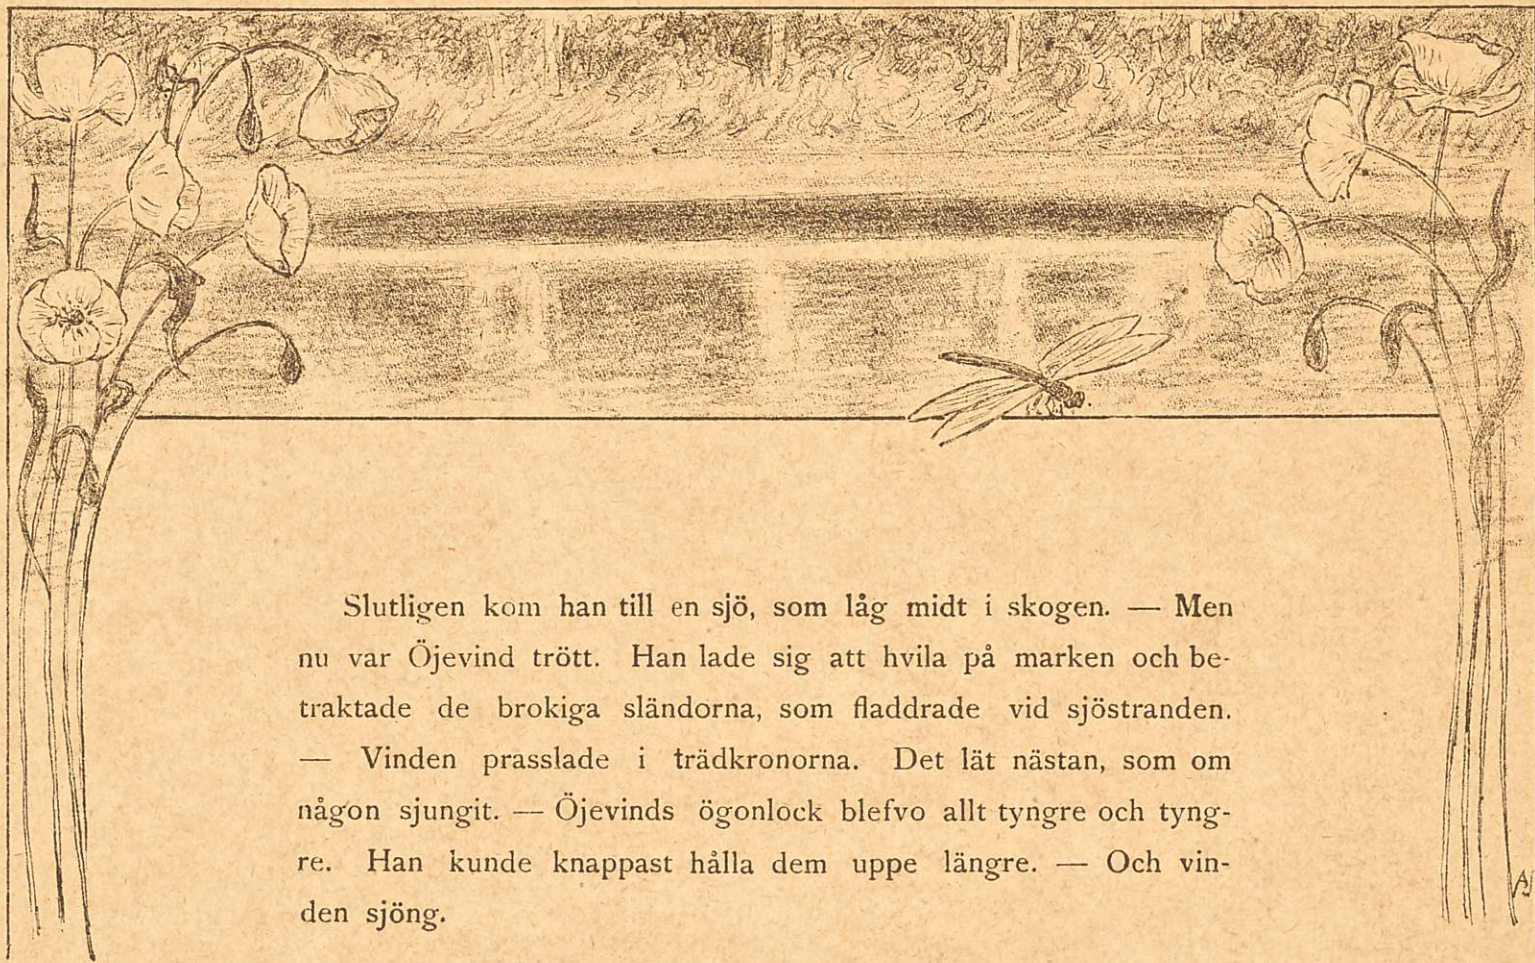 Slutligen kom han till en sjö, som låg midt i skogen. — Men
nu var Öjevind trött. Han lade sig att hvila på marken och be-
traktade de brokiga sländorna, som fladdrade vid sjöstranden.
— Vinden prasslade i trädkronorna. Det lät nästan, som om
någon sjungit. — Öjevinds ögonlock blefvo allt tyngre och tyng-
re. Han kunde knappast hålla dem uppe längre. — Och vin-
den sjöng.